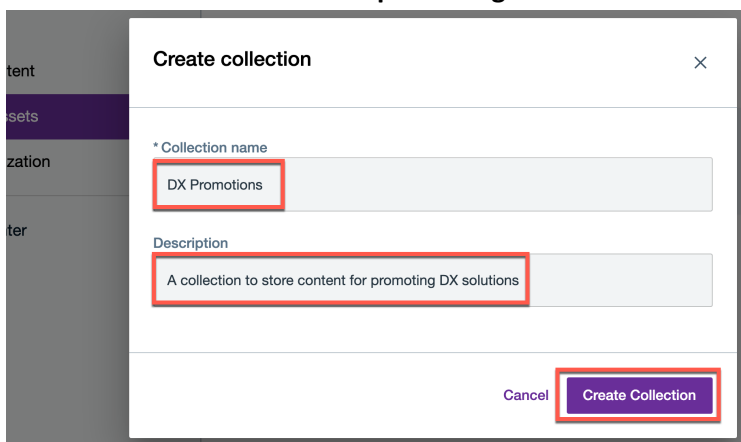 Create collection
tent
ssets
zation
ter
* Collection name
DX Promotions
Description
A collection to store content for promoting DX solutions
Cancel
Create Collection